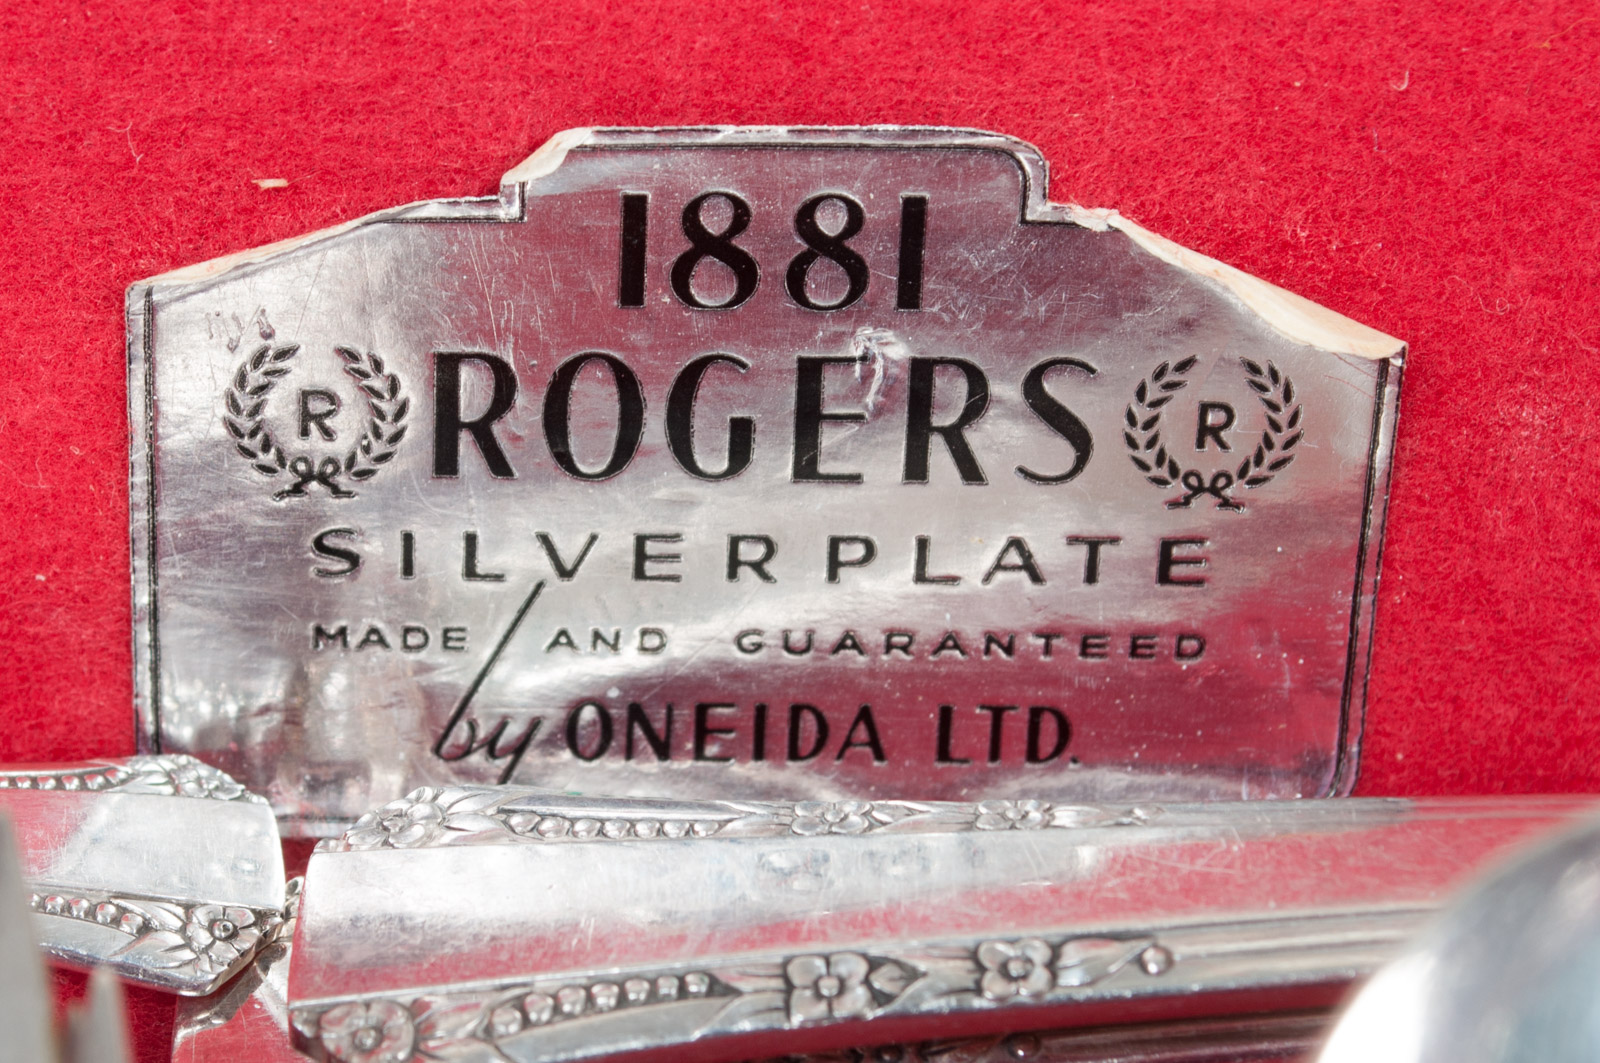 1881
R ROGERS R
SILVERPLATE
MADE AND GUARANTEED
by ONEIDA LTD.